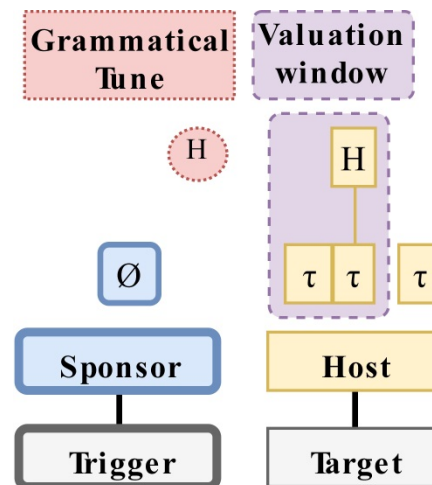 Grammatical
Tune
Valuation
window
H
H
Ø
τ τ τ
Sponsor
Host
Trigger
Target